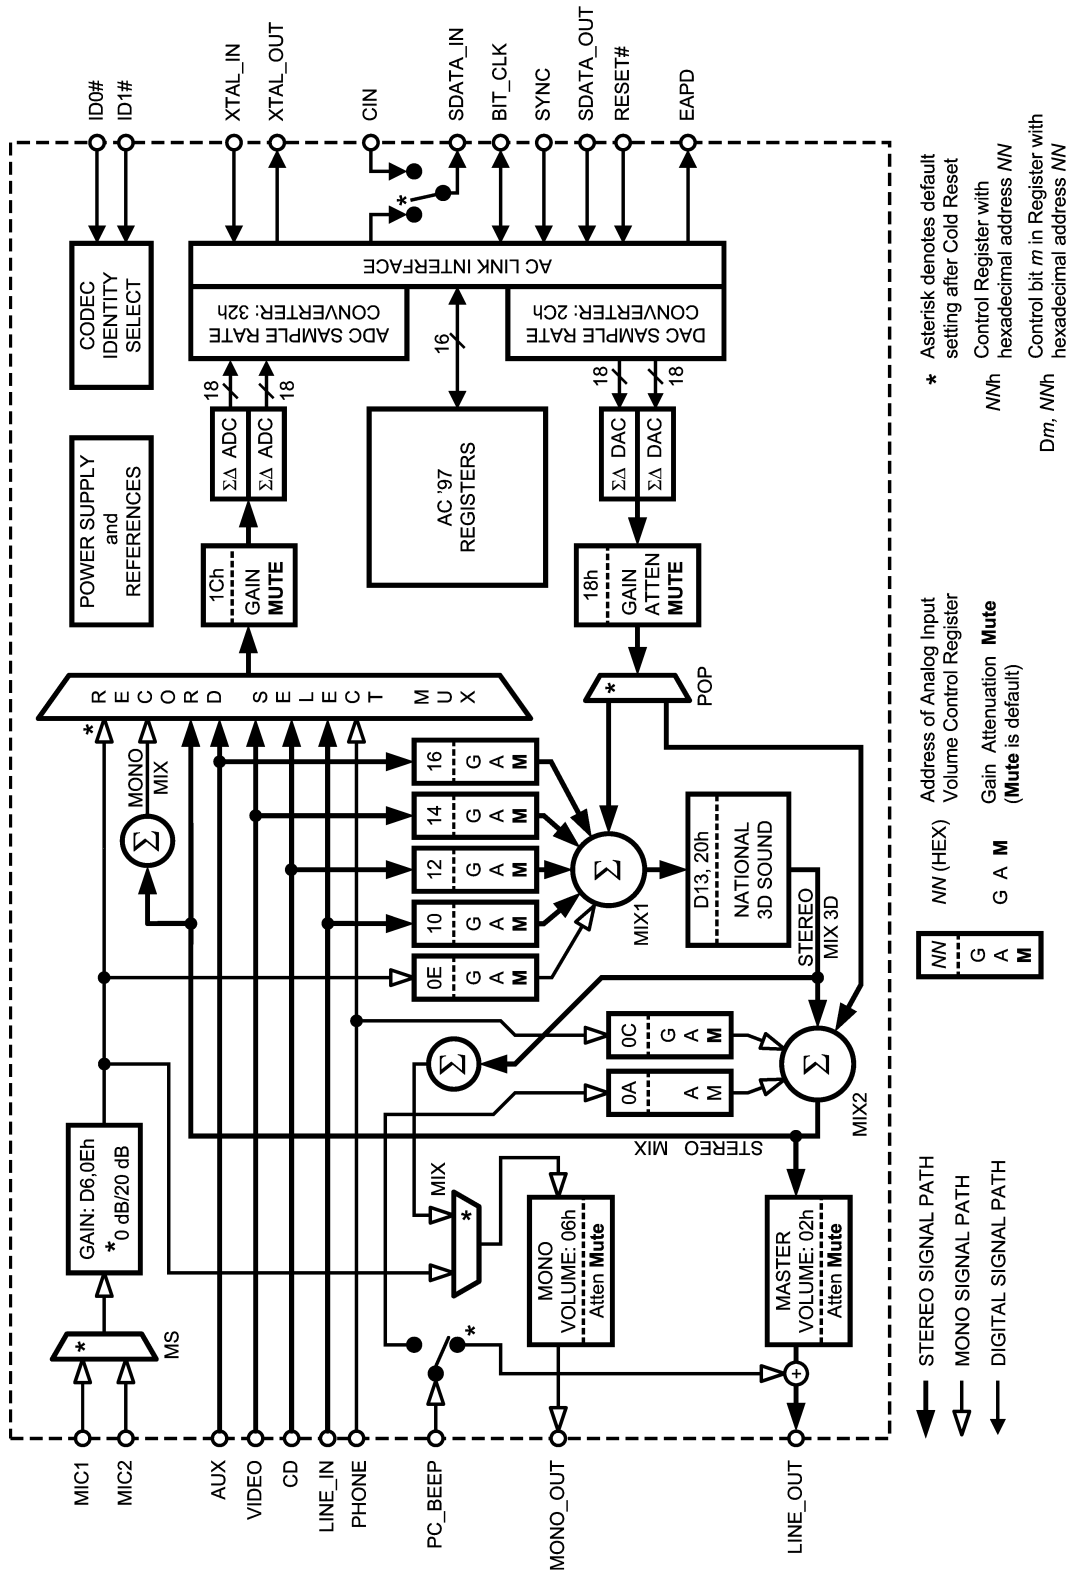 MIC1
MIC2
AUX
VIDEO
CD
LINE_IN
PHONE
PC_BEEP
MONO_OUT
LINE_OUT
*
MS
GAIN: D6,0Eh
* 0 dB/20 dB
MONO
MIX
Σ
*
RECORD SELECT MUX
1Ch
GAIN
MUTE
ΣΔ ADC
ΣΔ ADC
18
18
ADC SAMPLE RATE
CONVERTER: 32h
AC LINK INTERFACE
DAC SAMPLE RATE
CONVERTER: 2Ch
16
18
18
ΣΔ DAC
ΣΔ DAC
18h
GAIN
ATTEN
MUTE
*
POP
POWER SUPPLY
and
REFERENCES
CODEC
IDENTITY
SELECT
AC '97
REGISTERS
16
G A M
14
G A M
12
G A M
10
G A M
0E
G A M
Σ
MIX1
D13, 20h
NATIONAL
3D SOUND
STEREO
MIX 3D
Σ
0C
G A M
0A
A M
Σ
MIX2
STEREO MIX
MIX
*
MONO
VOLUME: 06h
Atten Mute
MASTER
VOLUME: 02h
Atten Mute
*
+
*
ID0#
ID1#
XTAL_IN
XTAL_OUT
CIN
SDATA_IN
BIT_CLK
SYNC
SDATA_OUT
RESET#
EAPD
STEREO SIGNAL PATH
MONO SIGNAL PATH
DIGITAL SIGNAL PATH
NN
G A M
NN (HEX)
Address of Analog Input
Volume Control Register
G A M
Gain Attenuation Mute
(Mute is default)
*
Asterisk denotes default
setting after Cold Reset
NNh
Control Register with
hexadecimal address NN
Dm, NNh
Control bit m in Register with
hexadecimal address NN